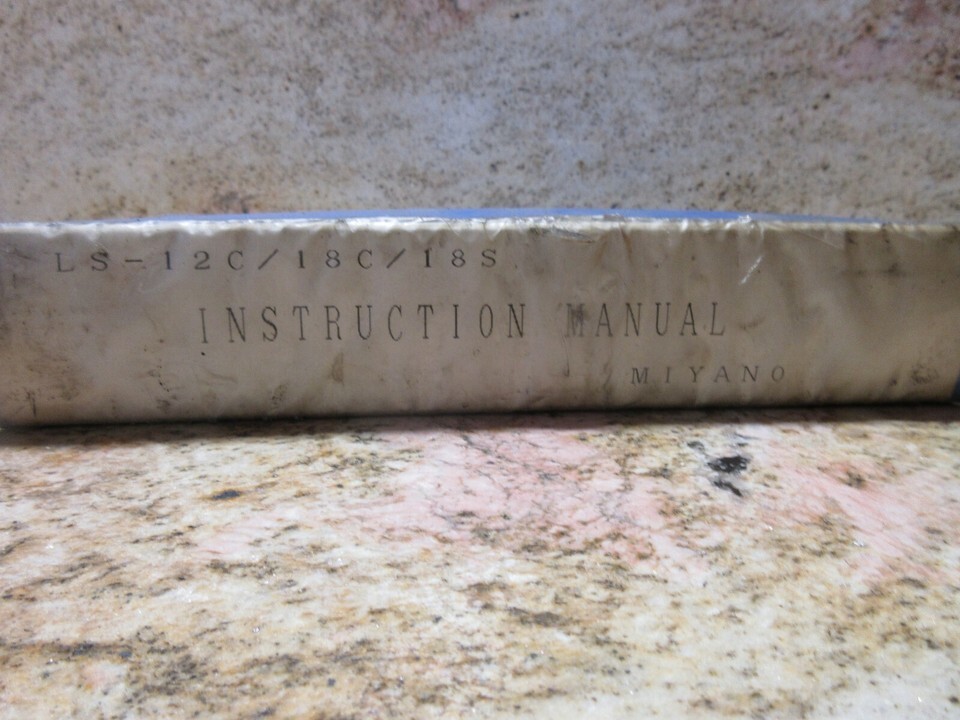 LS-12C/18C/18S
INSTRUCTION MANUAL
MIYANO